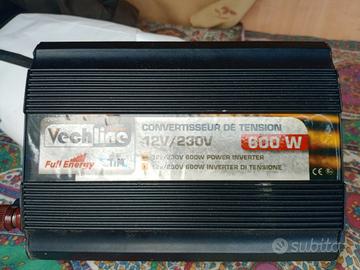 Vechline
CONVERTISSEUR DE TENSION
12V/230V
600 W
Full Energy
12V/230V 600W POWER INVERTER
12V/230V 600W INVERTER DI TENSIONE
subito